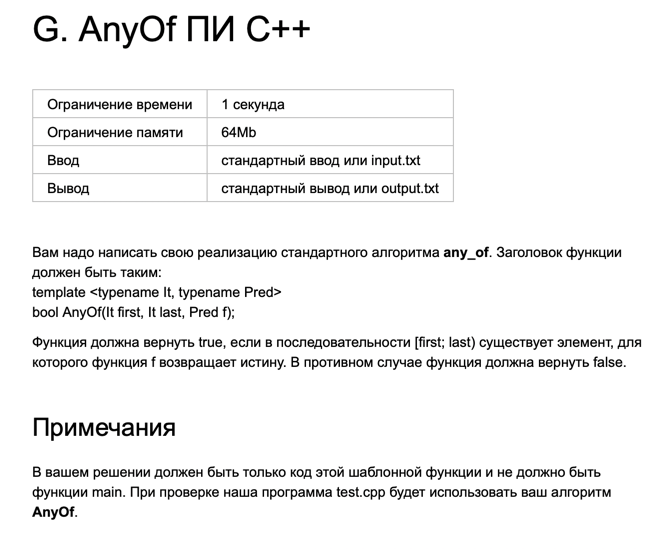 G. AnyOf ПИ C++
Ограничение времени 1 секунда
Ограничение памяти 64Mb
Ввод стандартный ввод или input.txt
Вывод стандартный вывод или output.txt
Вам надо написать свою реализацию стандартного алгоритма any_of. Заголовок функции
должен быть таким:
template <typename It, typename Pred>
bool AnyOf(It first, It last, Pred f);
Функция должна вернуть true, если в последовательности [first; last) существует элемент, для
которого функция f возвращает истину. В противном случае функция должна вернуть false.
Примечания
В вашем решении должен быть только код этой шаблонной функции и не должно быть
функции main. При проверке наша программа test.cpp будет использовать ваш алгоритм
AnyOf.